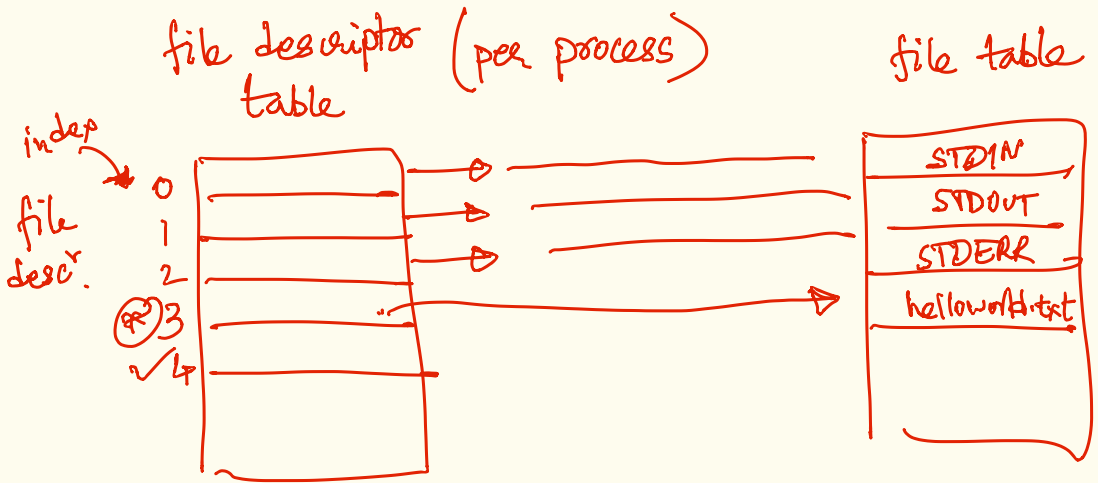 file descriptor (per process)
table
file table
index
0
file
descr.
1
2
3
✓4
STDIN
STDOUT
STDERR
helloworld.txt